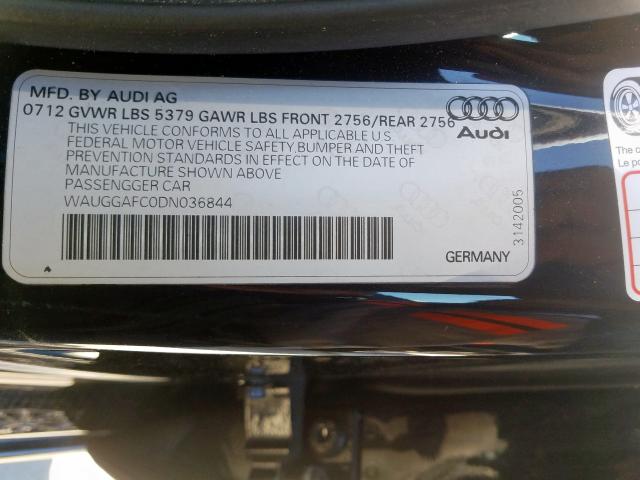 MFD. BY AUDI AG
0712 GVWR LBS 5379 GAWR LBS FRONT 2756/REAR 2756
THIS VEHICLE CONFORMS TO ALL APPLICABLE U.S.
FEDERAL MOTOR VEHICLE SAFETY, BUMPER AND THEFT
PREVENTION STANDARDS IN EFFECT ON THE DATE OF
MANUFACTURE SHOWN ABOVE
PASSENGGER CAR
WAUGGAFC0DN036844
Audi
3142005
GERMANY
The
Le